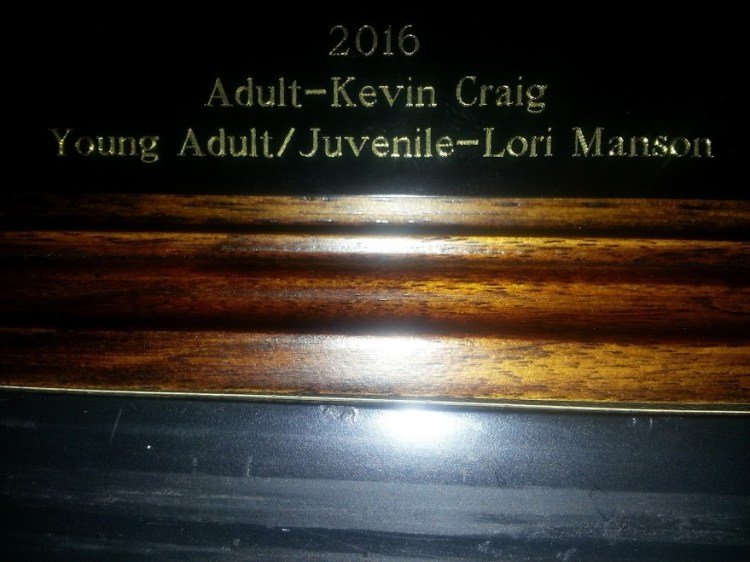 2016
Adult-Kevin Craig
Young Adult/Juvenile-Lori Manson